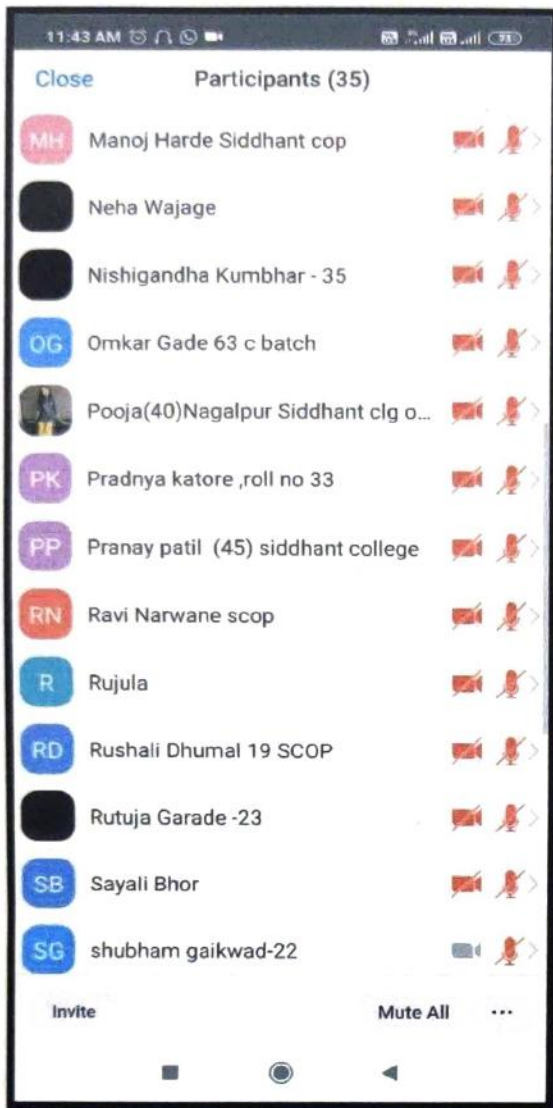 11:43 AM
Close Participants (35)
MH Manoj Harde Siddhant cop
Neha Wajage
Nishigandha Kumbhar - 35
OG Omkar Gade 63 c batch
Pooja(40)Nagalpur Siddhant clg o...
PK Pradnya katore ,roll no 33
PP Pranay patil (45) siddhant college
RN Ravi Narwane scop
R Rujula
RD Rushali Dhumal 19 SCOP
Rutuja Garade -23
SB Sayali Bhor
SG shubham gaikwad-22
Invite Mute All ...